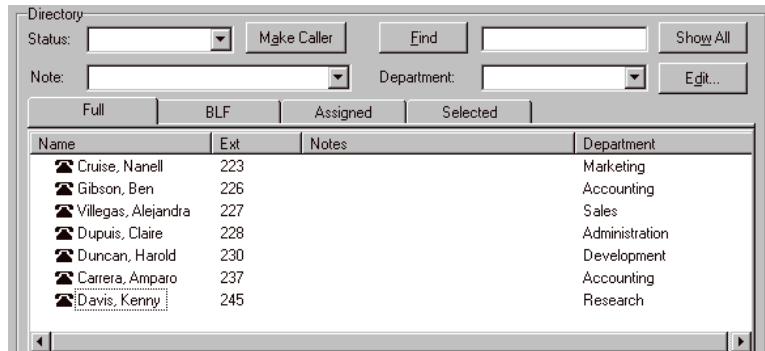 Directory
Status: Make Caller Find Show All
Note: Department: Edit...
Full BLF Assigned Selected
Name Ext Notes Department
Cruise, Nanell 223 Marketing
Gibson, Ben 226 Accounting
Villegas, Alejandra 227 Sales
Dupuis, Claire 228 Administration
Duncan, Harold 230 Development
Carrera, Amparo 237 Accounting
Davis, Kenny 245 Research